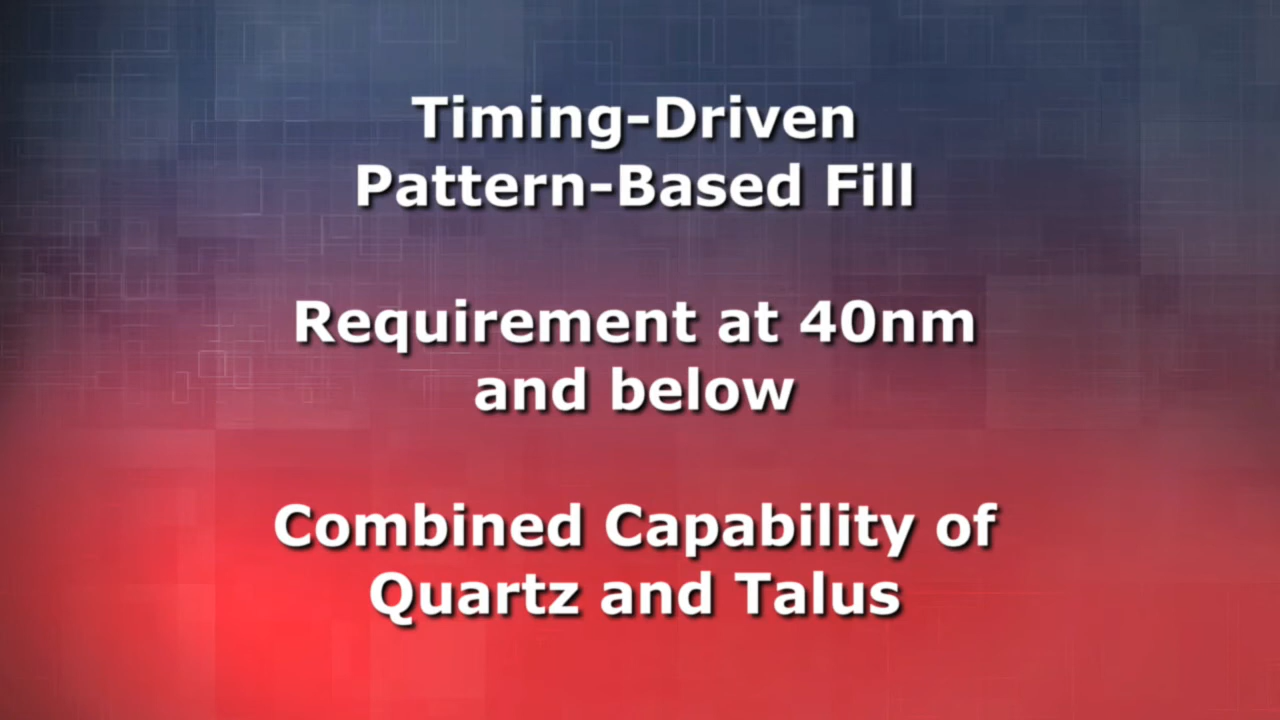 Timing-Driven
Pattern-Based Fill
Requirement at 40nm
and below
Combined Capability of
Quartz and Talus